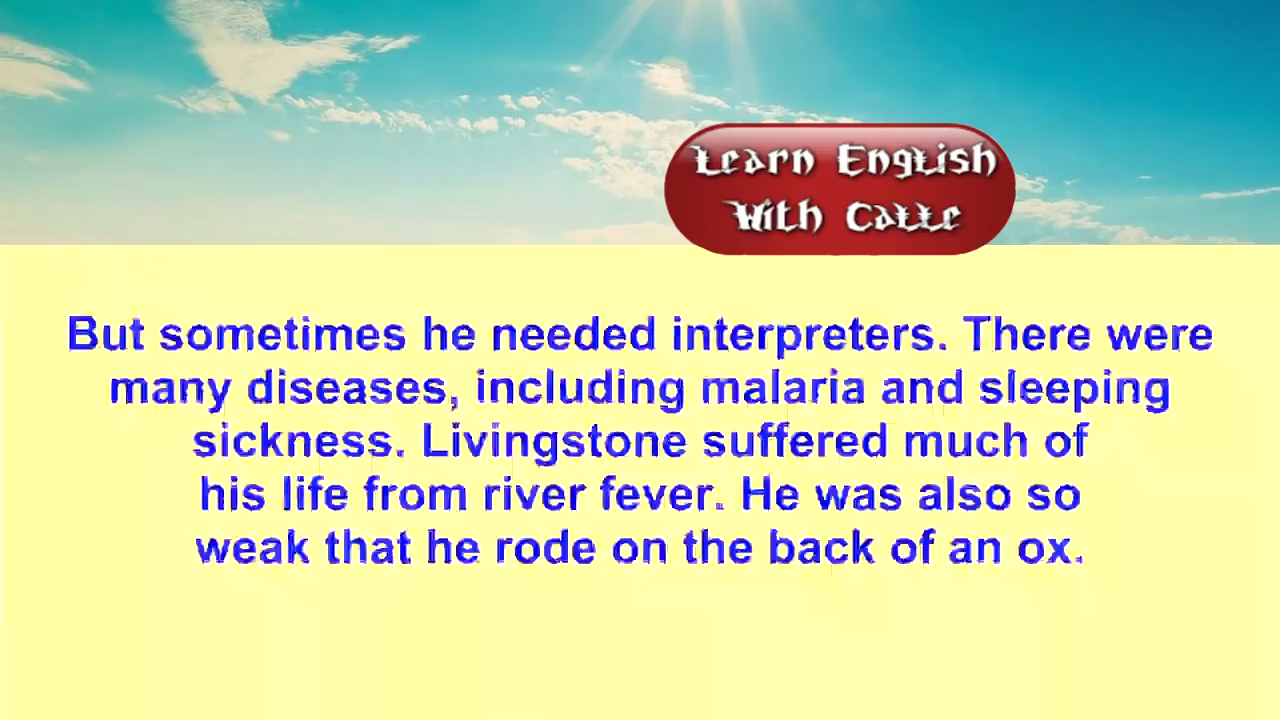 Learn English
With Calle
But sometimes he needed interpreters. There were
many diseases, including malaria and sleeping
sickness. Livingstone suffered much of
his life from river fever. He was also so
weak that he rode on the back of an ox.